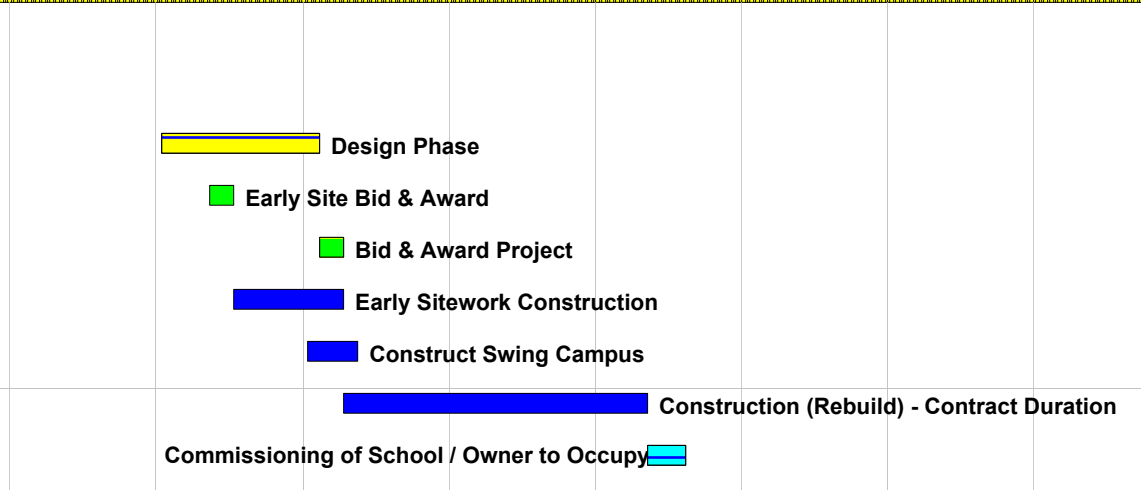 Design Phase
Early Site Bid & Award
Bid & Award Project
Early Sitework Construction
Construct Swing Campus
Construction (Rebuild) - Contract Duration
Commissioning of School / Owner to Occupy